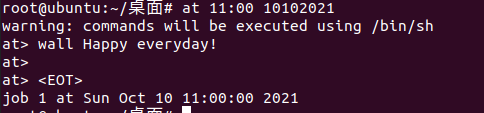 root@ubuntu:~/桌面# at 11:00 10102021
warning: commands will be executed using /bin/sh
at> wall Happy everyday!
at>
at> <EOT>
job 1 at Sun Oct 10 11:00:00 2021
root@ubuntu:~/桌面#